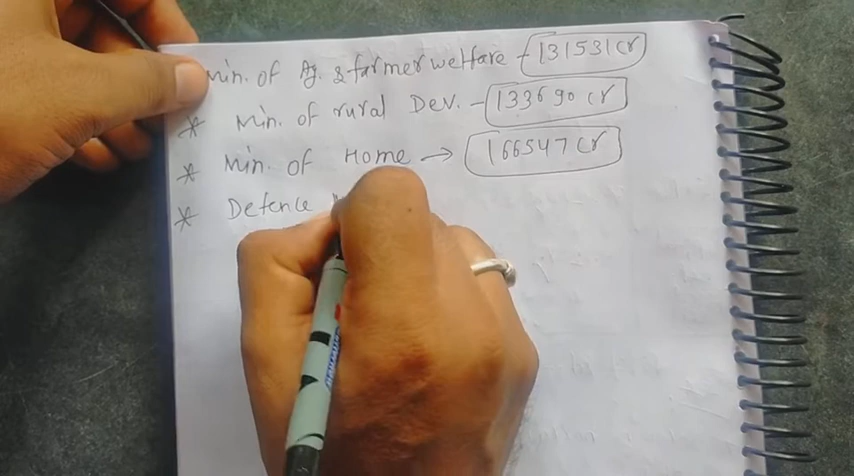 Min. of Ag. & farmer welfare - 131531 cr
* Min. of rural Dev. - 133690 cr
* Min. of Home → 166547 cr
* Defence